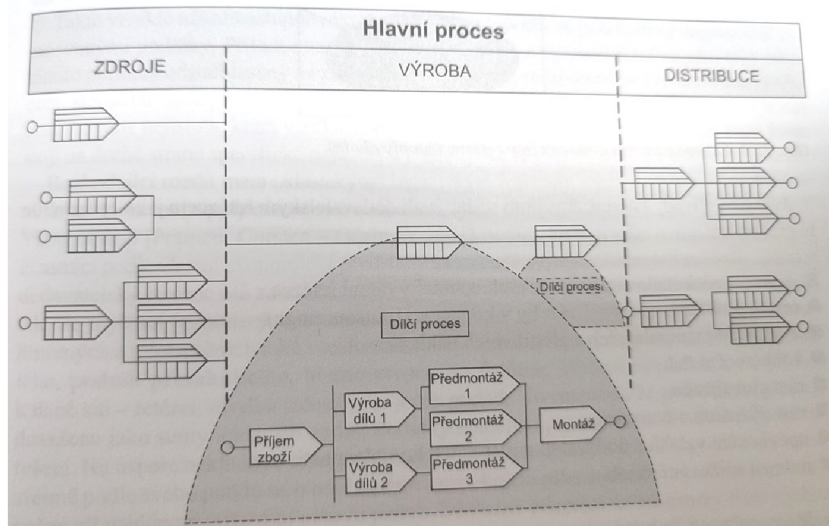 Hlavní proces
ZDROJE
VÝROBA
DISTRIBUCE
Dílčí proces
Dílčí proces
Příjem
zboží
Výroba
dílů 1
Výroba
dílů 2
Předmontáž
1
Předmontáž
2
Předmontáž
3
Montáž